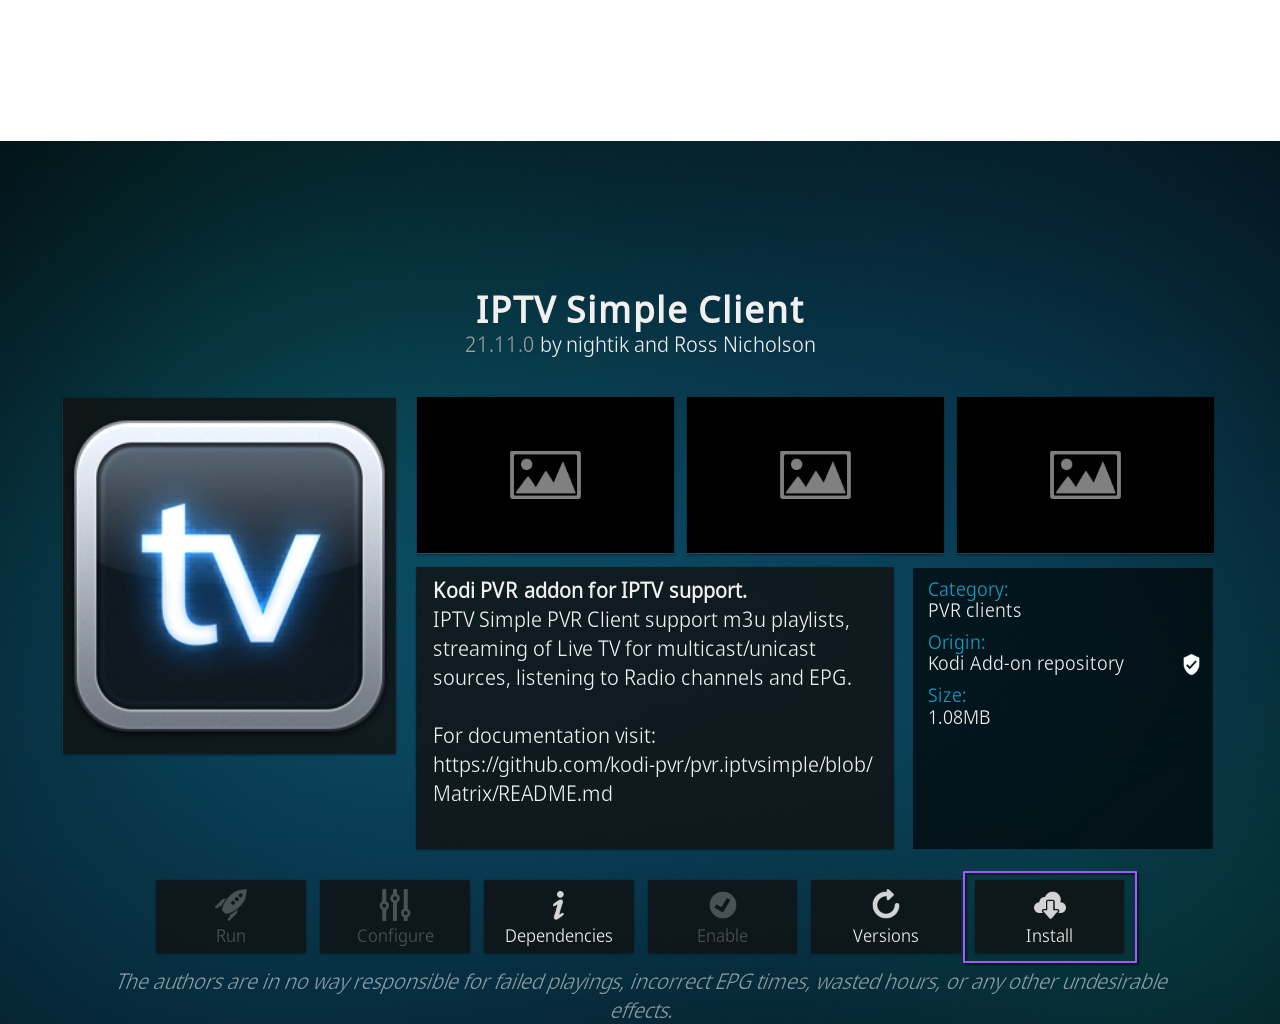 IPTV Simple Client
21.11.0 by nightik and Ross Nicholson
tv
Kodi PVR addon for IPTV support.
IPTV Simple PVR Client support m3u playlists,
streaming of Live TV for multicast/unicast
sources, listening to Radio channels and EPG.
For documentation visit:
https://github.com/kodi-pvr/pvr.iptvsimple/blob/
Matrix/README.md
Category:
PVR clients
Origin:
Kodi Add-on repository
Size:
1.08MB
Run
Configure
Dependencies
Enable
Versions
Install
The authors are in no way responsible for failed playings, incorrect EPG times, wasted hours, or any other undesirable
effects.